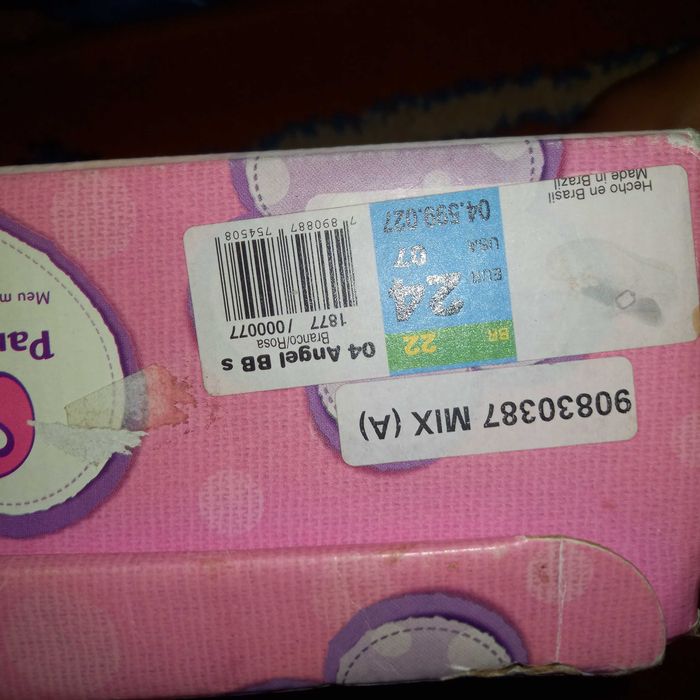 90830387 MIX (A)
04 Angel BB s
Branco/Rosa
1877 / 000077
7 890887 754508
BR 22
EUR 24
USA 07
04.599.027
Hecho en Brasil
Made in Brazil
Par
Meu m